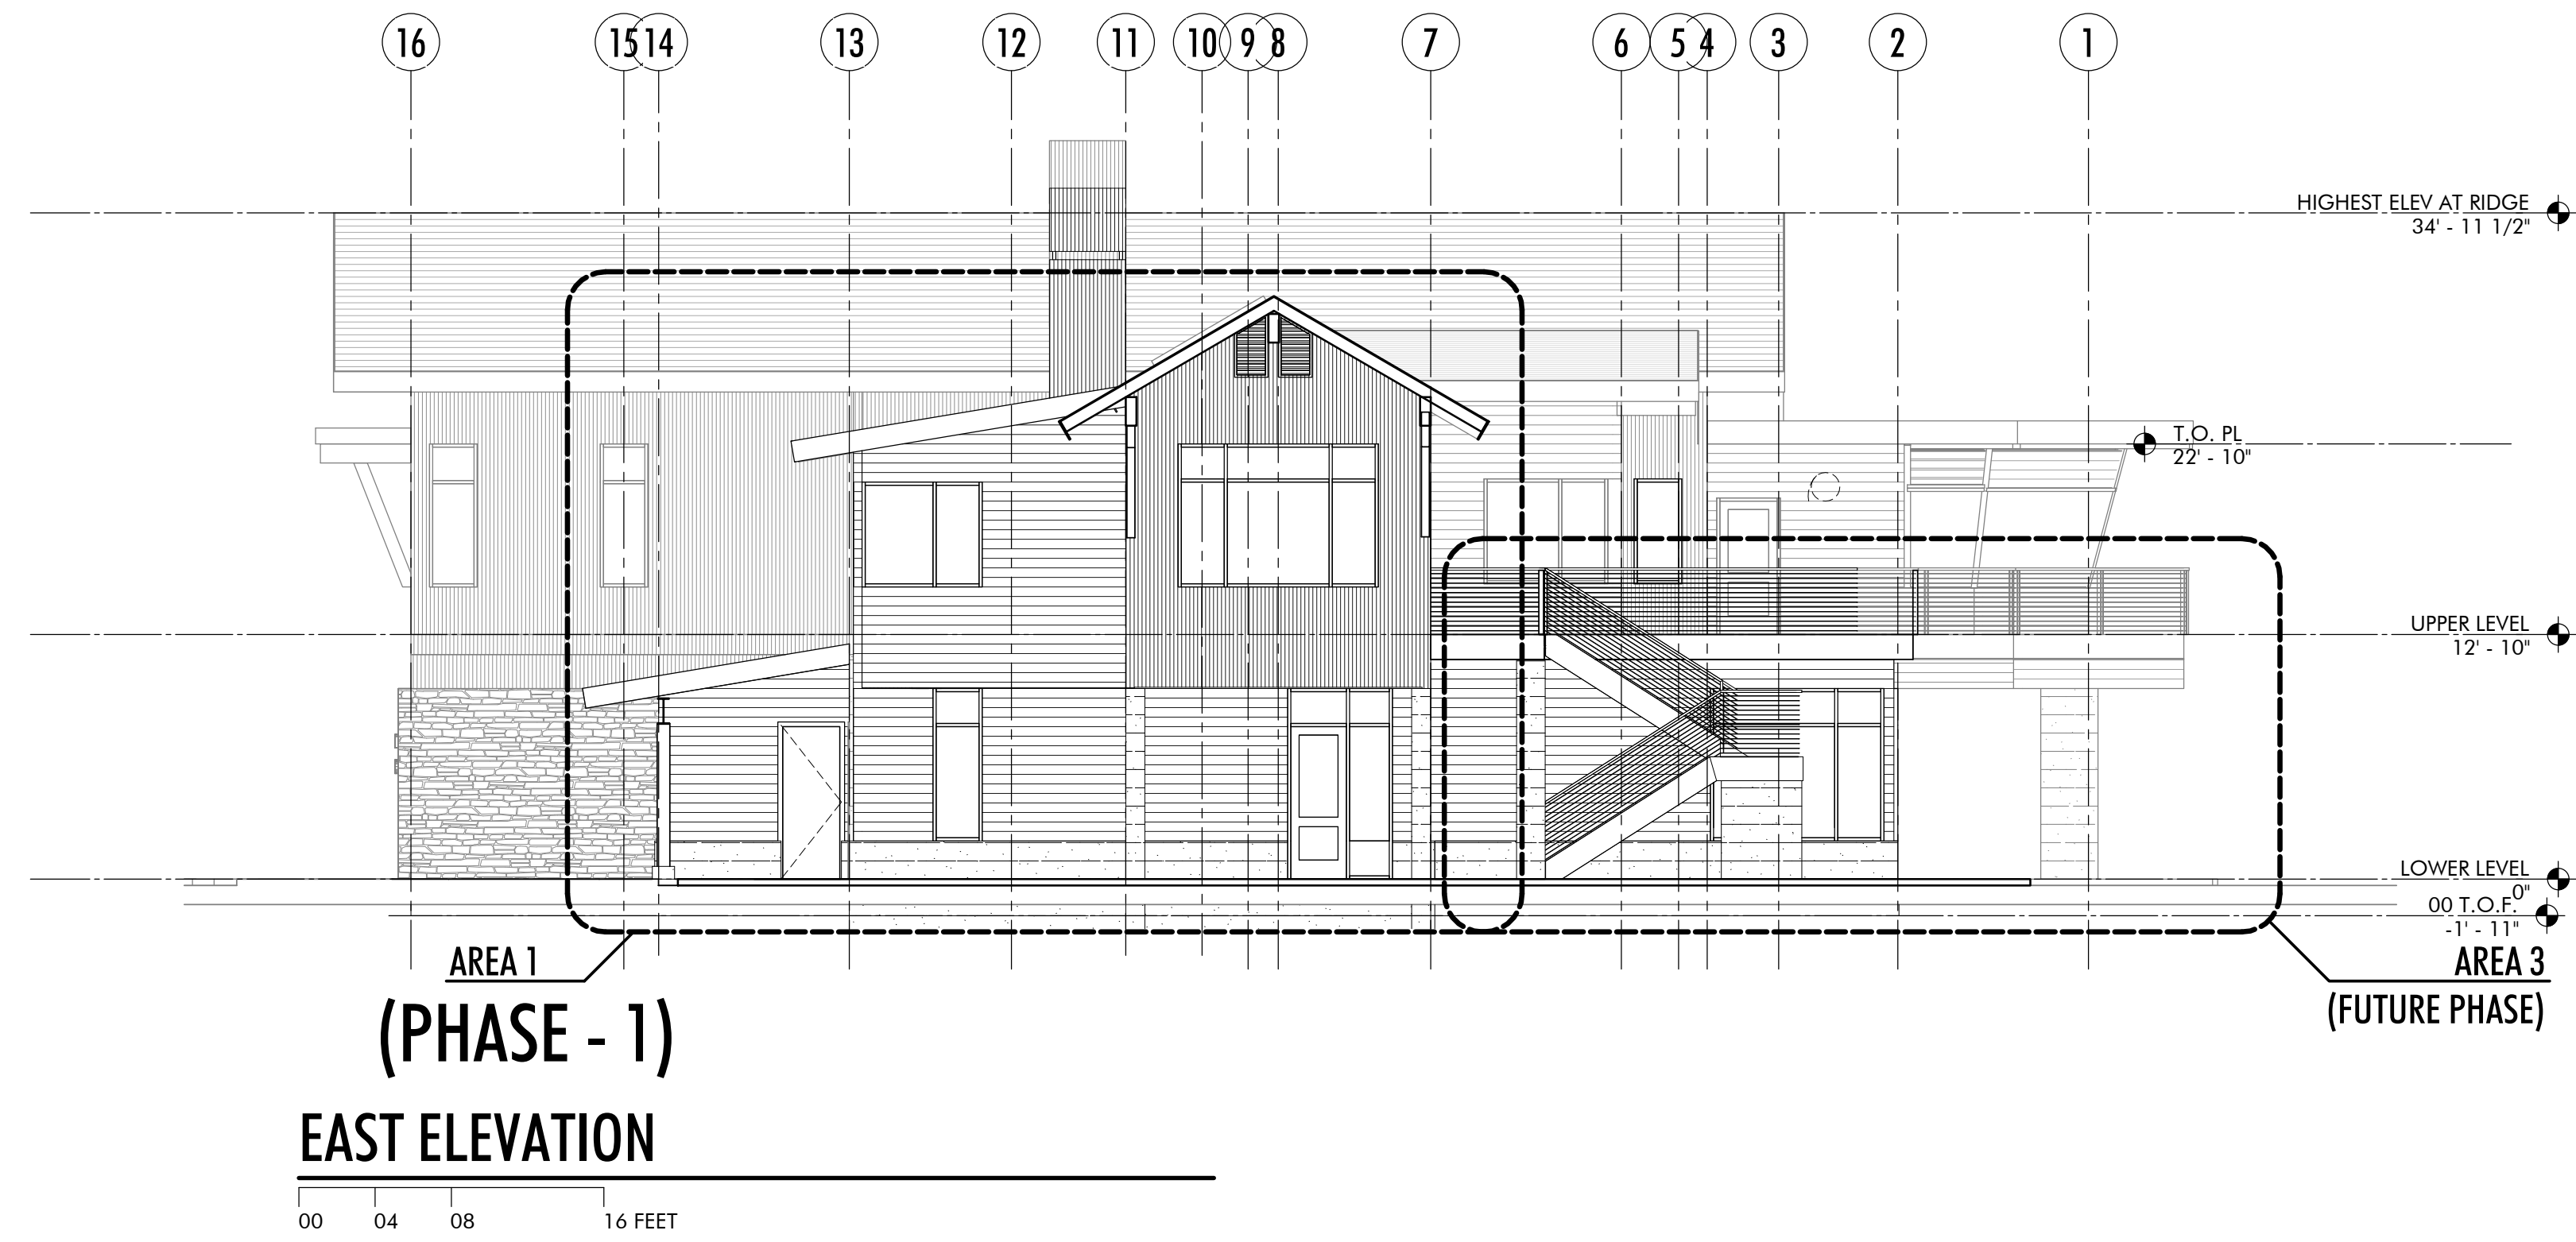 16 15 14 13 12 11 10 9 8 7 6 5 4 3 2 1
HIGHEST ELEV AT RIDGE
34' - 11 1/2"
T.O. PL
22' - 10"
UPPER LEVEL
12' - 10"
LOWER LEVEL
0"
00 T.O.F.
-1' - 11"
AREA 1
(PHASE - 1)
AREA 3
(FUTURE PHASE)
EAST ELEVATION
00 04 08 16 FEET